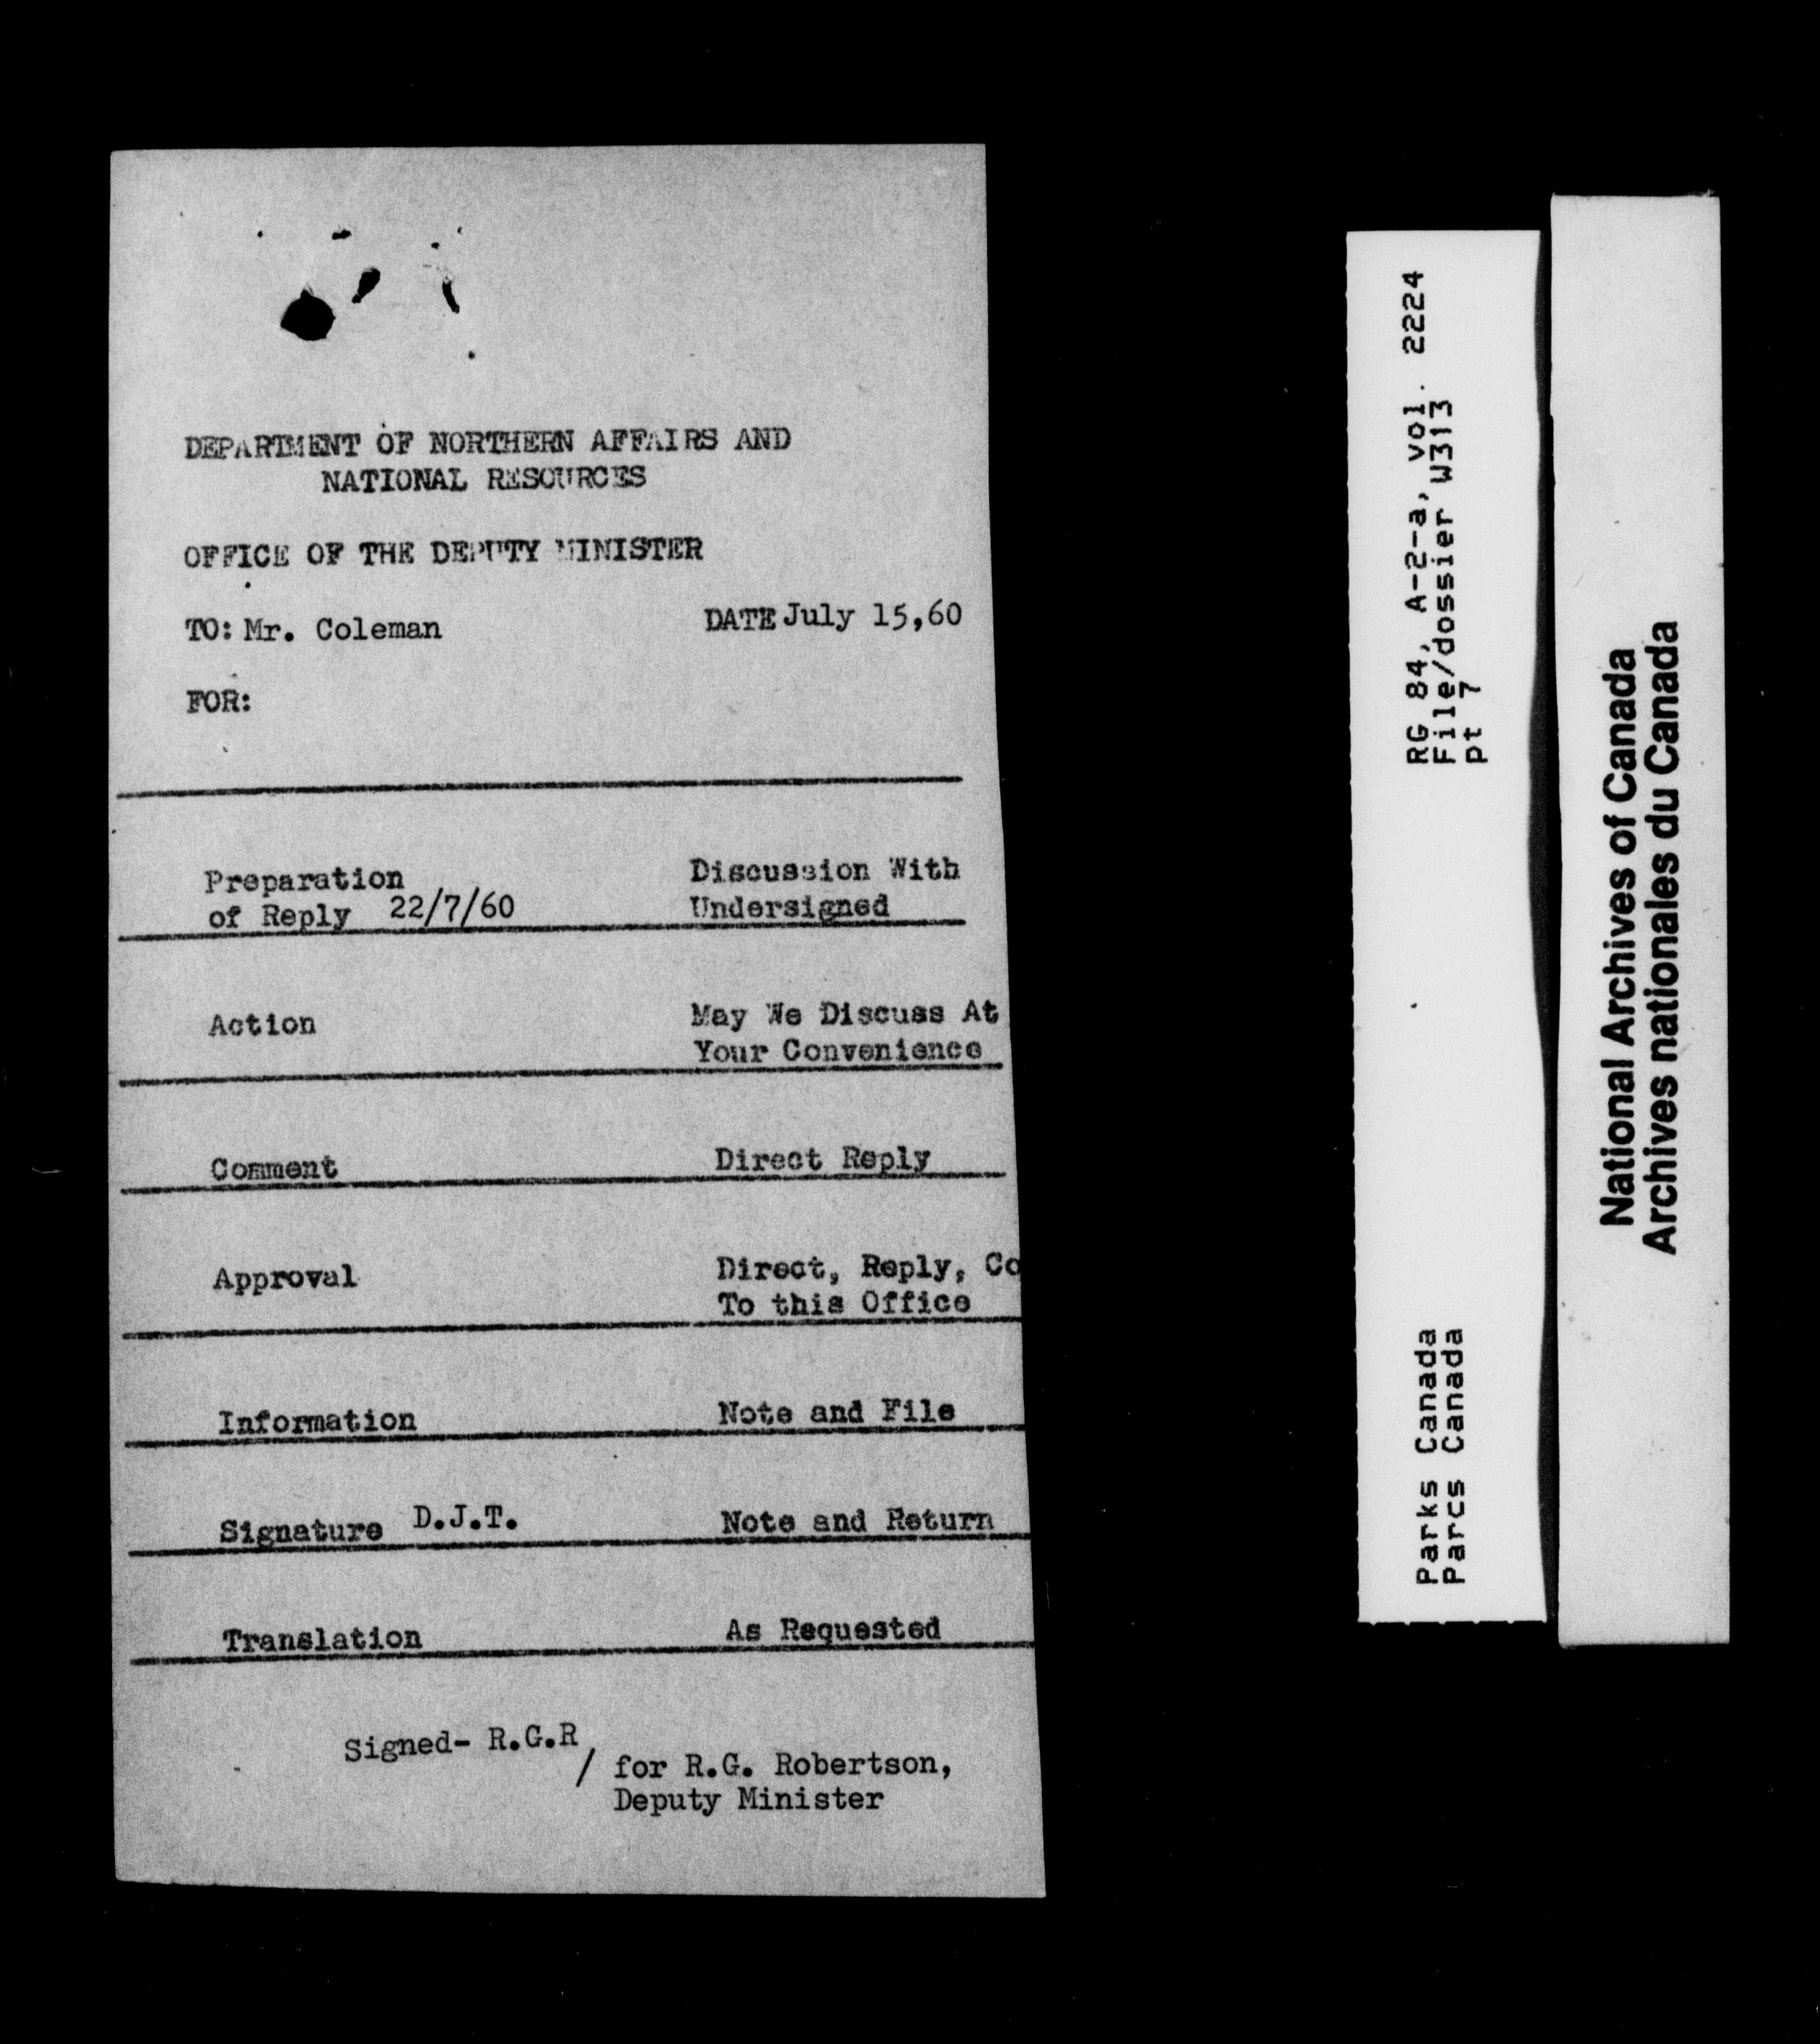 DEPARTMENT OF NORTHERN AFFAIRS AND
NATIONAL RESOURCES
OFFICE OF THE DEPUTY MINISTER
TO: Mr. Coleman DATE July 15,60
FOR:
Preparation
of Reply 22/7/60
Discussion With
Undersigned
Action
May We Discuss At
Your Convenience
Comment
Direct Reply
Approval
Direct, Reply, Co
To this Office
Information
Note and File
Signature D.J.T.
Note and Return
Translation
As Requested
Signed- R.G.R
/ for R.G. Robertson,
Deputy Minister
RG 84, A-2-a, vol. 2224
File/dossier W313
pt 7
Parks Canada
Parcs Canada
National Archives of Canada
Archives nationales du Canada